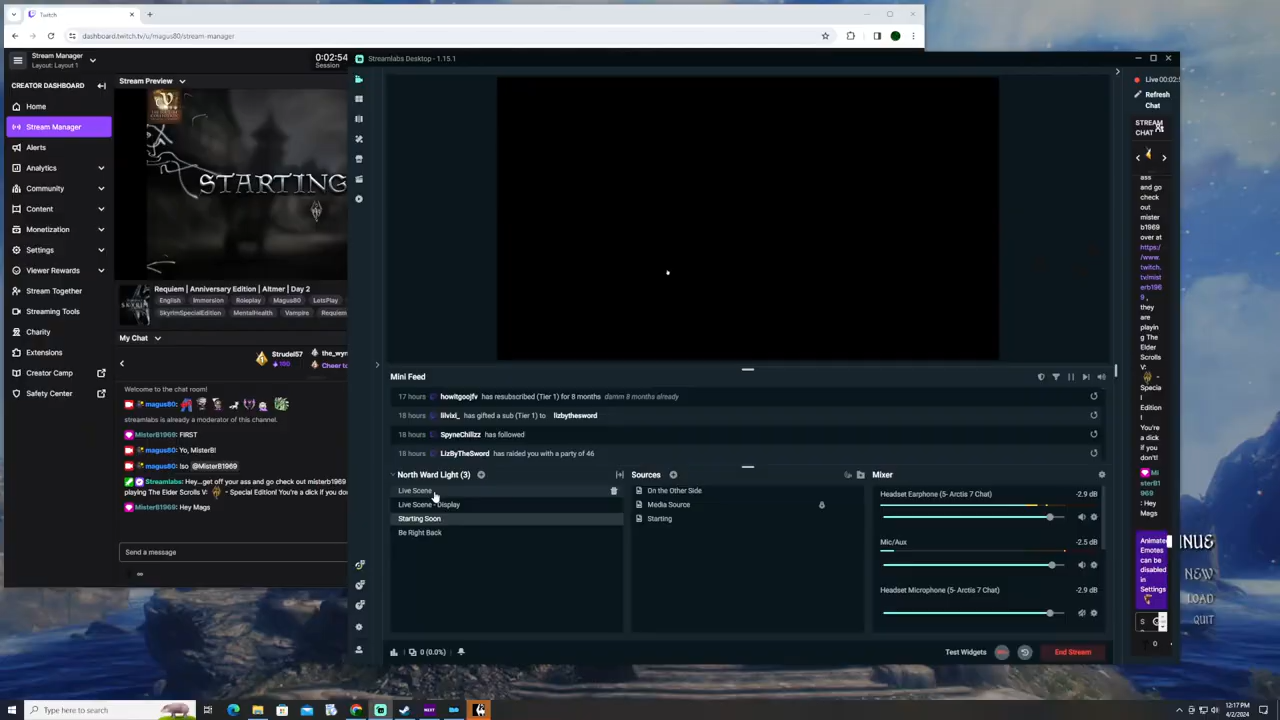 Twitch
dashboard.twitch.tv/u/magus80/stream-manager
Stream Manager
Layout: Layout 1
0:02:54
Session
CREATOR DASHBOARD
Home
Stream Manager
Alerts
Analytics
Community
Content
Monetization
Settings
Viewer Rewards
Stream Together
Streaming Tools
Charity
Extensions
Creator Camp
Safety Center
Stream Preview
STARTING
Requiem | Anniversary Edition | Altmer | Day 2
English Immersion Roleplay Magus80 LetsPlay
SkyrimSpecialEdition MentalHealth Vampire Requiem
My Chat
Strudel57
the_wyn
Cheer to
Welcome to the chat room!
magus80:
streamlabs is already a moderator of this channel.
MisterB1969: FIRST
magus80: Yo, MisterB!
magus80: !so @MisterB1969
Streamlabs: Hey...get off your ass and go check out misterb1969
playing The Elder Scrolls V: - Special Edition! You're a dick if you
MisterB1969: Hey Mags
Send a message
Streamlabs Desktop - 1.15.1
Mini Feed
17 hours howitgoojfv has resubscribed (Tier 1) for 8 months damm 8 months already
18 hours lilvixi_ has gifted a sub (Tier 1) to lizbythesword
18 hours SpyneChillzz has followed
18 hours LizByTheSword has raided you with a party of 46
North Ward Light (3)
Live Scene
Live Scene - Display
Starting Soon
Be Right Back
Sources
On the Other Side
Media Source
Starting
Mixer
Headset Earphone (5- Arctis 7 Chat)
-2.9 dB
Mic/Aux
-2.5 dB
Headset Microphone (5- Arctis 7 Chat)
-2.9 dB
0 (0.0%)
Test Widgets
End Stream
Refresh
Chat
STREAM
CHAT
ass
and go
check
out
mister
b1969
over at
https:/
/www.
twitch.
tv/mist
erb196
9 ,
they
are
playin
g The
Elder
Scrolls
V:
-
Special
Edition
!
You're
a dick
if you
don't!
MisterB1969
: Hey
Mags
Animated
Emotes
can be
disabled
in
Settings
0
NEW
LOAD
QUIT
Type here to search
12:17 PM
4/2/2024